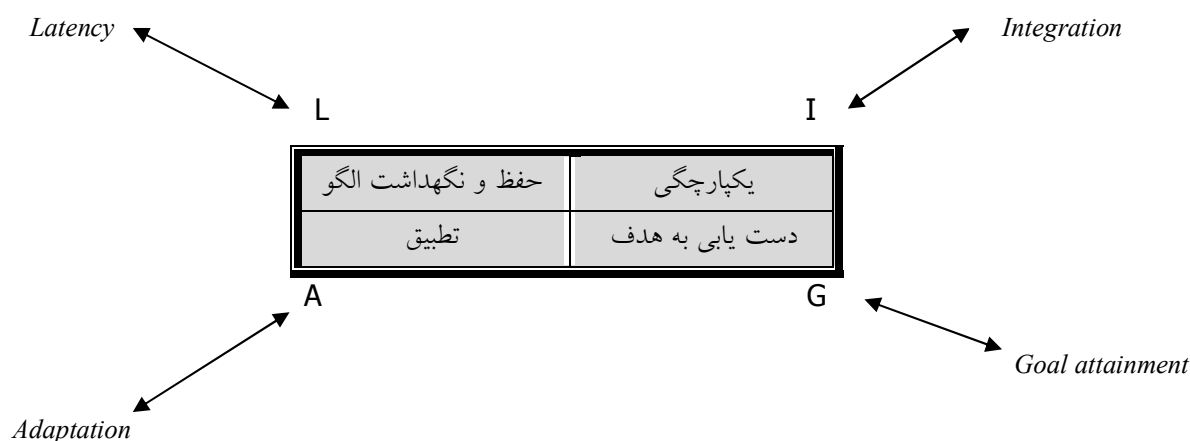 Latency
Integration
L
I
حفظ و نگهداشت الگو
یکپارچگی
تطبیق
دست یابی به هدف
A
G
Goal attainment
Adaptation